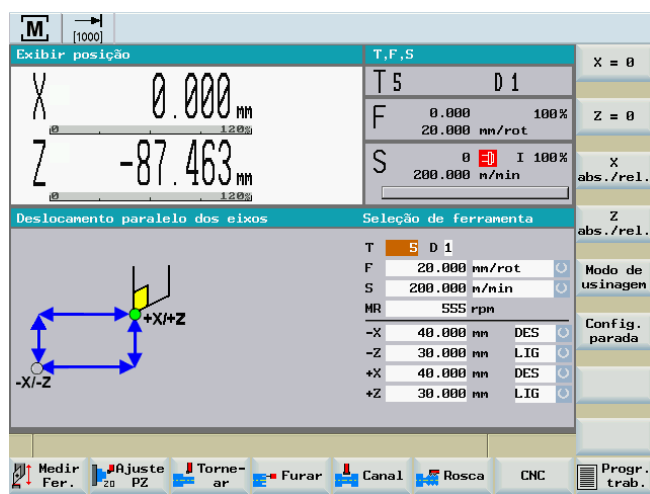 [M] [1000]
Exibir posição
X 0.000 mm
0 120%
Z -87.463 mm
0 120%
T,F,S
T 5 D 1
F 0.000 100%
20.000 mm/rot
S 0 I 100%
200.000 m/min
Deslocamento paralelo dos eixos
+X/+Z
-X/-Z
Seleção de ferramenta
T 5 D 1
F 20.000 mm/rot
S 200.000 m/min
MR 555 rpm
-X 40.000 mm DES
-Z 30.000 mm LIG
+X 40.000 mm DES
+Z 30.000 mm LIG
X = 0
Z = 0
X
abs./rel.
Z
abs./rel.
Modo de
usinagem
Config.
parada
Medir
Fer.
Ajuste
Z0 PZ
Torne-
ar
Furar
Canal
Rosca
CNC
Progr.
trab.